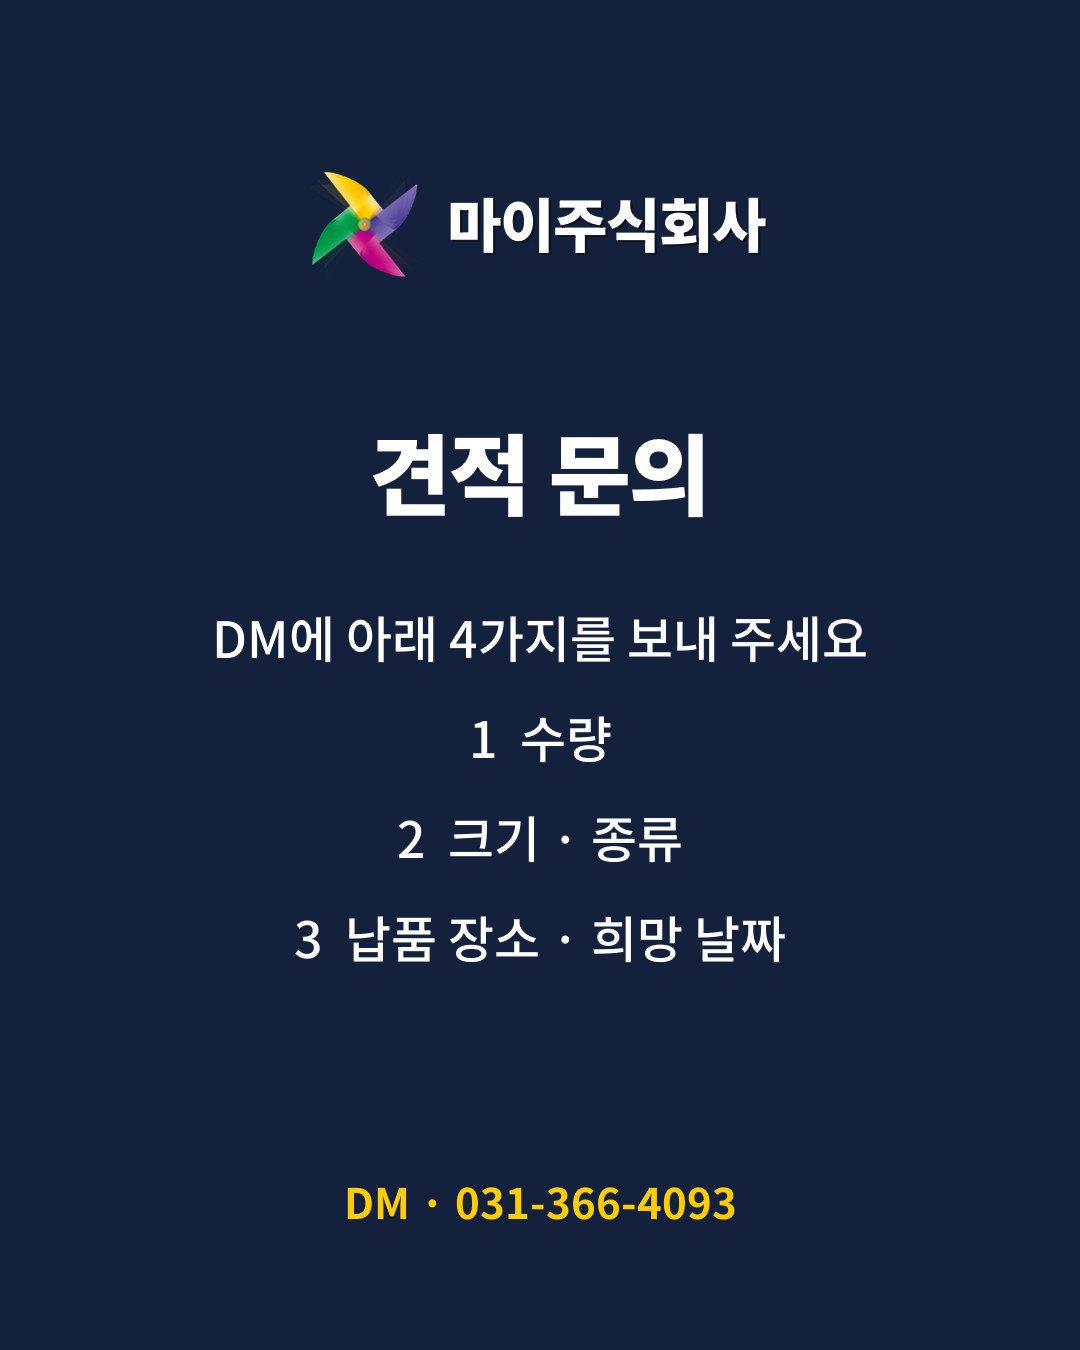 마이주식회사
견적 문의
DM에 아래 4가지를 보내 주세요
1 수량
2 크기 · 종류
3 납품 장소 · 희망 날짜
DM · 031-366-4093